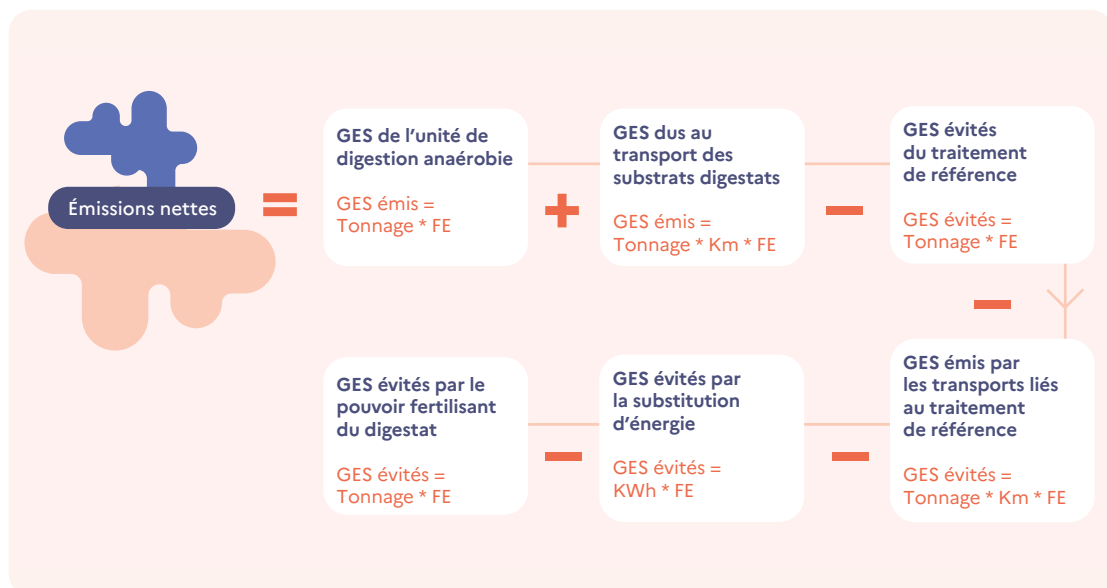 Émissions nettes
=
GES de l’unité de
digestion anaérobie
GES émis =
Tonnage * FE
+
GES dus au
transport des
substrats digestats
GES émis =
Tonnage * Km * FE
−
GES évités
du traitement
de référence
GES évités =
Tonnage * FE
−
GES émis par
les transports liés
au traitement
de référence
GES évités =
Tonnage * Km * FE
−
GES évités par
la substitution
d’énergie
GES évités =
KWh * FE
−
GES évités par le
pouvoir fertilisant
du digestat
GES évités =
Tonnage * FE